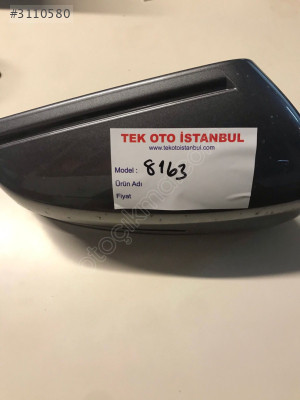 #3110580
TEK OTO İSTANBUL
www.tekotoistanbul.com
Model : 8163
Ürün Adı
Fiyat